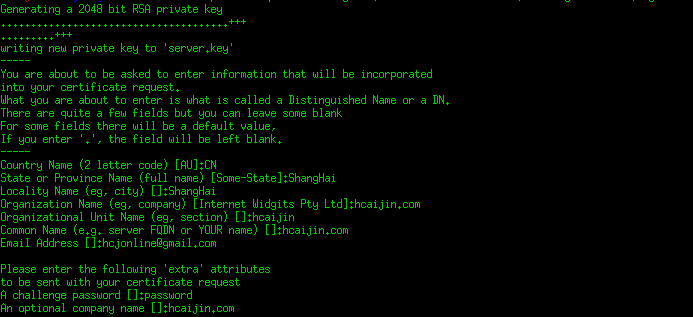 Generating a 2048 bit RSA private key
......................................+++
.........+++
writing new private key to 'server.key'
-----
You are about to be asked to enter information that will be incorporated
into your certificate request.
What you are about to enter is what is called a Distinguished Name or a DN.
There are quite a few fields but you can leave some blank
For some fields there will be a default value,
If you enter '.', the field will be left blank.
-----
Country Name (2 letter code) [AU]:CN
State or Province Name (full name) [Some-State]:ShangHai
Locality Name (eg, city) []:ShangHai
Organization Name (eg, company) [Internet Widgits Pty Ltd]:hcaijin.com
Organizational Unit Name (eg, section) []:hcaijin
Common Name (e.g. server FQDN or YOUR name) []:hcaijin.com
Email Address []:hcjonline@gmail.com

Please enter the following 'extra' attributes
to be sent with your certificate request
A challenge password []:password
An optional company name []:hcaijin.com